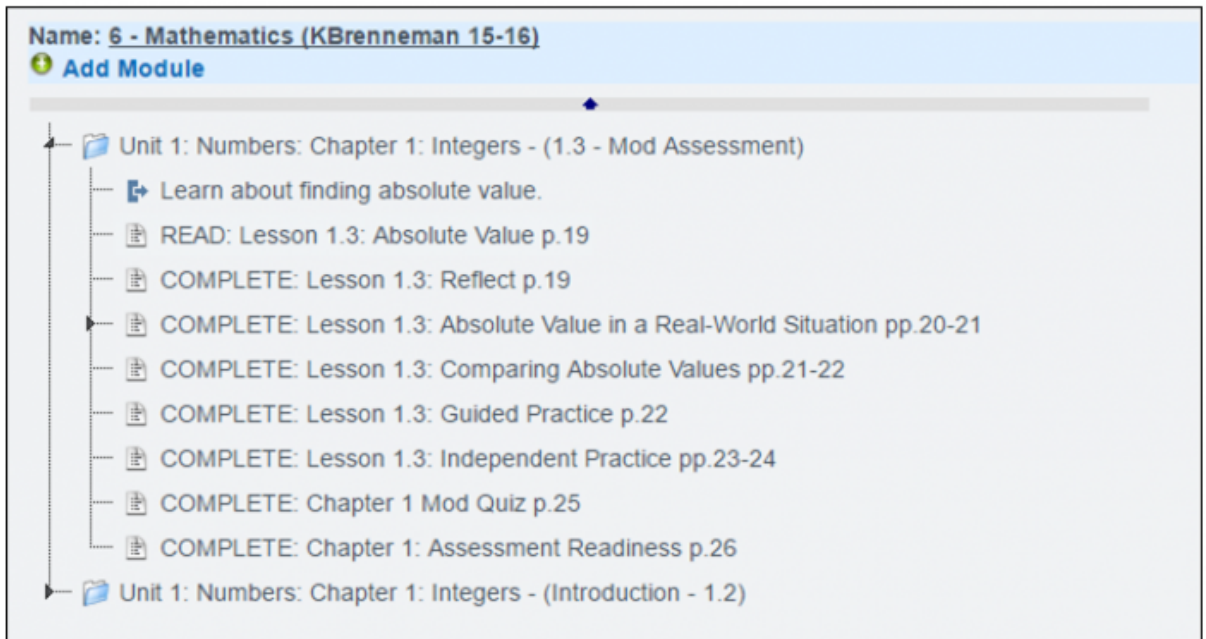 Name: 6 - Mathematics (KBrenneman 15-16)
Add Module
Unit 1: Numbers: Chapter 1: Integers - (1.3 - Mod Assessment)
Learn about finding absolute value.
READ: Lesson 1.3: Absolute Value p.19
COMPLETE: Lesson 1.3: Reflect p.19
COMPLETE: Lesson 1.3: Absolute Value in a Real-World Situation pp.20-21
COMPLETE: Lesson 1.3: Comparing Absolute Values pp.21-22
COMPLETE: Lesson 1.3: Guided Practice p.22
COMPLETE: Lesson 1.3: Independent Practice pp.23-24
COMPLETE: Chapter 1 Mod Quiz p.25
COMPLETE: Chapter 1: Assessment Readiness p.26
Unit 1: Numbers: Chapter 1: Integers - (Introduction - 1.2)